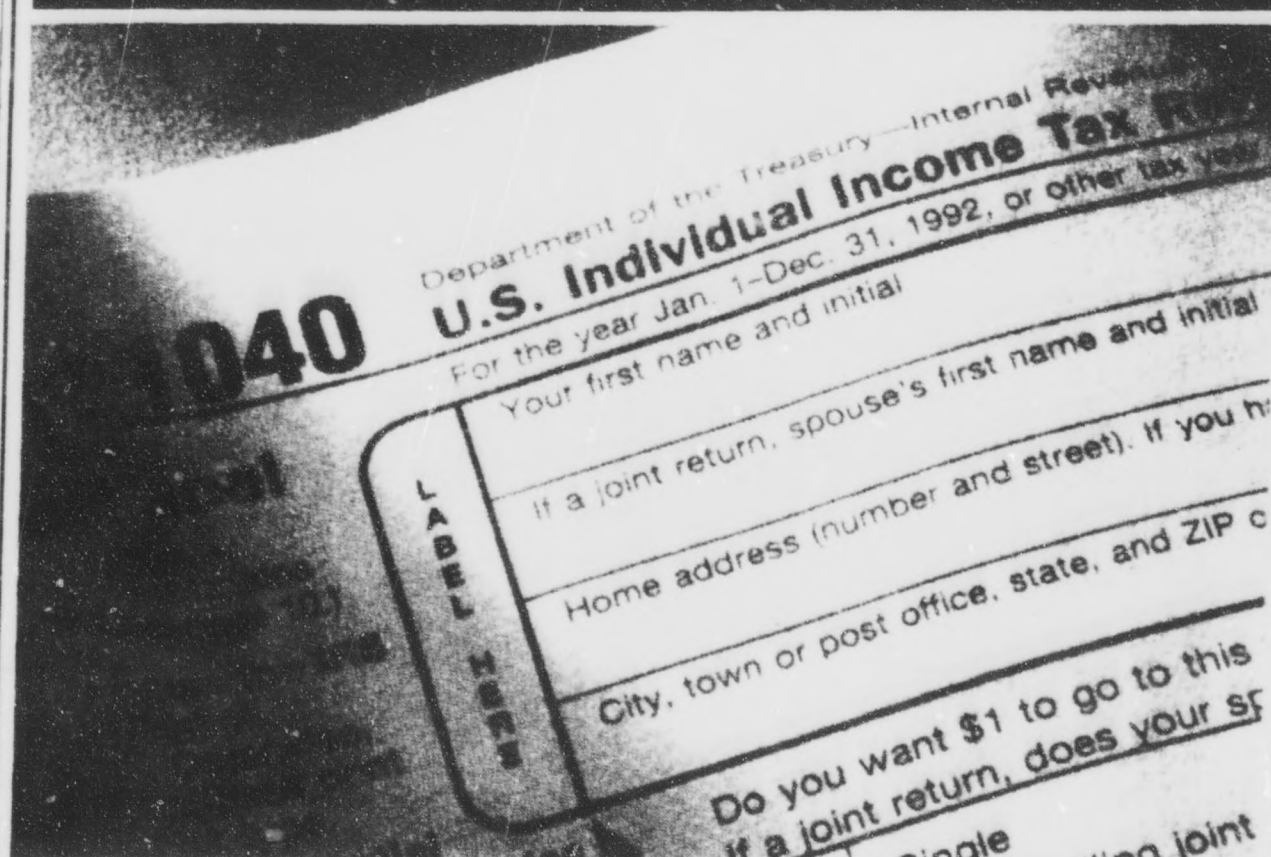 Department of the Treasury—Internal
U.S. Individual Income Tax
040
For the year Jan. 1–Dec. 31, 1992, or other tax year
Your first name and initial
If a joint return, spouse's first name and initial
LABEL HERE
Home address (number and street). If you
City, town or post office, state, and ZIP
Do you want $1 to go to this
If a joint return, does your
Single
joint